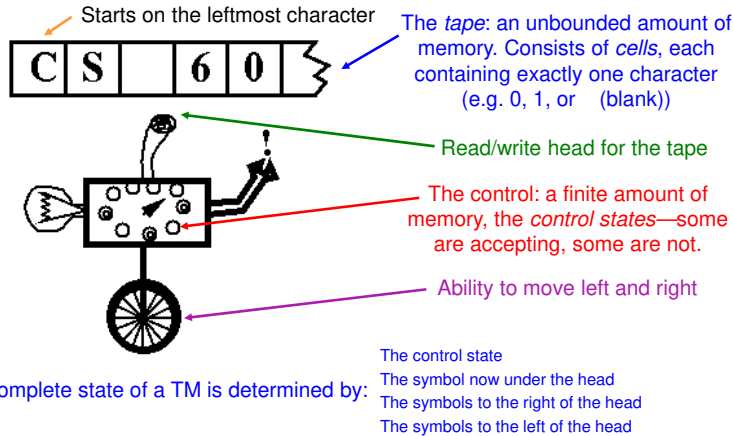 Starts on the leftmost character
The tape: an unbounded amount of
memory. Consists of cells, each
containing exactly one character
(e.g. 0, 1, or (blank))
C S 6 0
Read/write head for the tape
The control: a finite amount of
memory, the control states—some
are accepting, some are not.
Ability to move left and right
omplete state of a TM is determined by:
The control state
The symbol now under the head
The symbols to the right of the head
The symbols to the left of the head